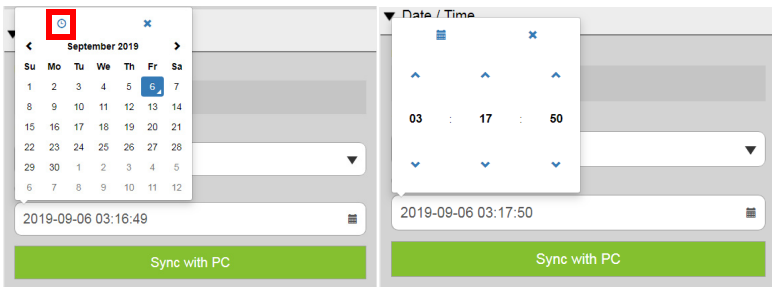 September 2019
Su Mo Tu We Th Fr Sa
1 2 3 4 5 6 7
8 9 10 11 12 13 14
15 16 17 18 19 20 21
22 23 24 25 26 27 28
29 30 1 2 3 4 5
6 7 8 9 10 11 12
2019-09-06 03:16:49
Sync with PC
Date / Time
03 : 17 : 50
2019-09-06 03:17:50
Sync with PC